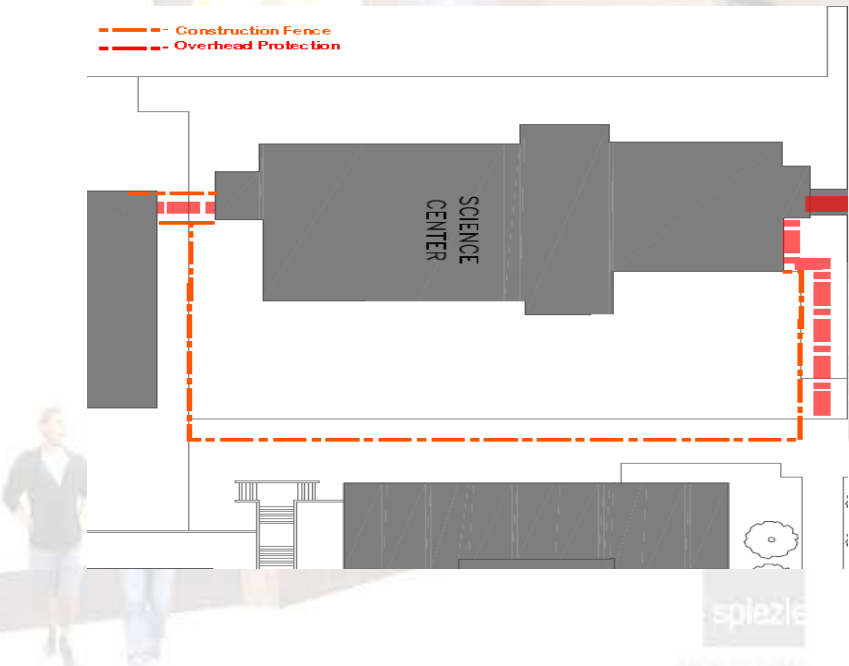 Construction Fence
Overhead Protection
SCIENCE
CENTER
spiezle